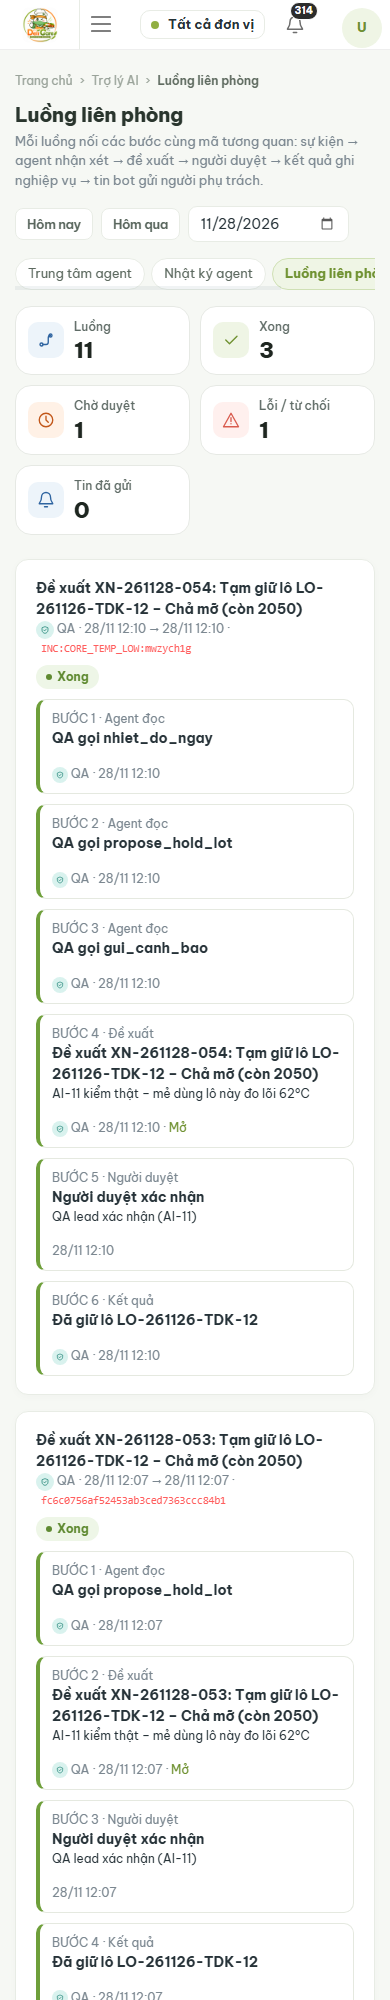 Tất cả đơn vị
314
U
Trang chủ › Trợ lý AI › Luồng liên phòng
Luồng liên phòng
Mỗi luồng nối các bước cùng mã tương quan: sự kiện →
agent nhận xét → đề xuất → người duyệt → kết quả ghi
nghiệp vụ → tin bot gửi người phụ trách.
Hôm nay
Hôm qua
11/28/2026
Trung tâm agent
Nhật ký agent
Luồng liên phò
Luồng
11
Xong
3
Chờ duyệt
1
Lỗi / từ chối
1
Tin đã gửi
0
Đề xuất XN-261128-054: Tạm giữ lô LO-
261126-TDK-12 – Chả mỡ (còn 2050)
QA · 28/11 12:10 → 28/11 12:10 ·
INC:CORE_TEMP_LOW:mwzych1g
Xong
BƯỚC 1 · Agent đọc
QA gọi nhiet_do_ngay
QA · 28/11 12:10
BƯỚC 2 · Agent đọc
QA gọi propose_hold_lot
QA · 28/11 12:10
BƯỚC 3 · Agent đọc
QA gọi gui_canh_bao
QA · 28/11 12:10
BƯỚC 4 · Đề xuất
Đề xuất XN-261128-054: Tạm giữ lô LO-
261126-TDK-12 – Chả mỡ (còn 2050)
AI-11 kiểm thật – mẻ dùng lô này đo lõi 62°C
QA · 28/11 12:10 · Mở
BƯỚC 5 · Người duyệt
Người duyệt xác nhận
QA lead xác nhận (AI-11)
28/11 12:10
BƯỚC 6 · Kết quả
Đã giữ lô LO-261126-TDK-12
QA · 28/11 12:10
Đề xuất XN-261128-053: Tạm giữ lô LO-
261126-TDK-12 – Chả mỡ (còn 2050)
QA · 28/11 12:07 → 28/11 12:07 ·
fc6c0756af52453ab3ced7363ccc84b1
Xong
BƯỚC 1 · Agent đọc
QA gọi propose_hold_lot
QA · 28/11 12:07
BƯỚC 2 · Đề xuất
Đề xuất XN-261128-053: Tạm giữ lô LO-
261126-TDK-12 – Chả mỡ (còn 2050)
AI-11 kiểm thật – mẻ dùng lô này đo lõi 62°C
QA · 28/11 12:07 · Mở
BƯỚC 3 · Người duyệt
Người duyệt xác nhận
QA lead xác nhận (AI-11)
28/11 12:07
BƯỚC 4 · Kết quả
Đã giữ lô LO-261126-TDK-12
QA · 28/11 12:07